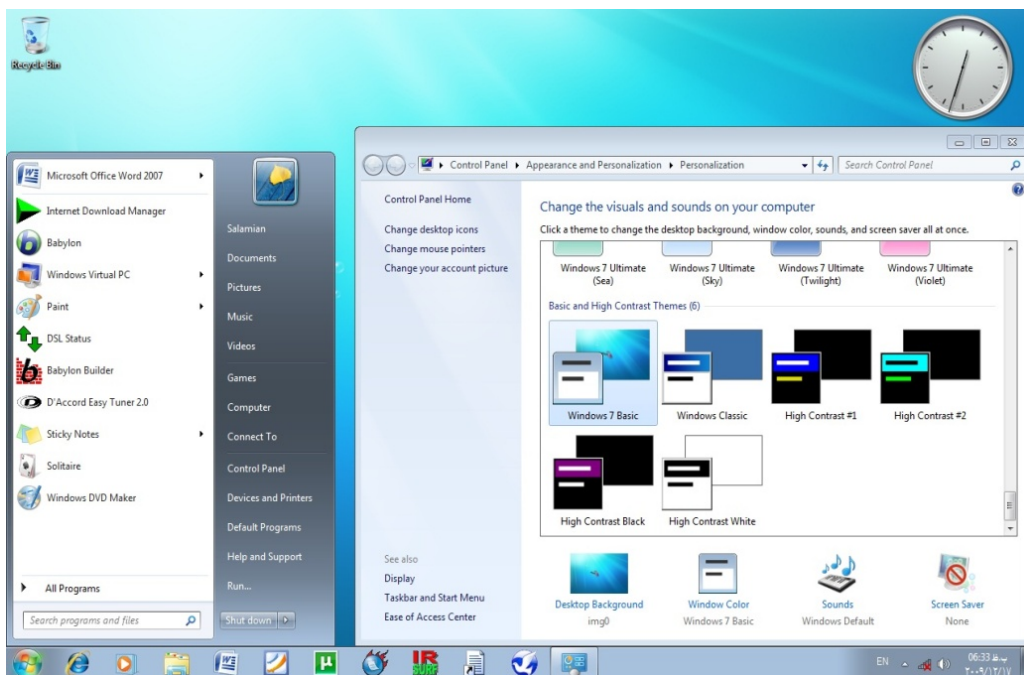 Recycle Bin
Microsoft Office Word 2007
Internet Download Manager
Babylon
Windows Virtual PC
Paint
DSL Status
Babylon Builder
D'Accord Easy Tuner 2.0
Sticky Notes
Solitaire
Windows DVD Maker
All Programs
Search programs and files
Salamian
Documents
Pictures
Music
Videos
Games
Computer
Connect To
Control Panel
Devices and Printers
Default Programs
Help and Support
Run...
Shut down
Control Panel Appearance and Personalization Personalization
Search Control Panel
Control Panel Home
Change desktop icons
Change mouse pointers
Change your account picture
See also
Display
Taskbar and Start Menu
Ease of Access Center
Change the visuals and sounds on your computer
Click a theme to change the desktop background, window color, sounds, and screen saver all at once.
Windows 7 Ultimate (Sea)
Windows 7 Ultimate (Sky)
Windows 7 Ultimate (Twilight)
Windows 7 Ultimate (Violet)
Basic and High Contrast Themes (6)
Windows 7 Basic
Windows Classic
High Contrast #1
High Contrast #2
High Contrast Black
High Contrast White
Desktop Background
img0
Window Color
Windows 7 Basic
Sounds
Windows Default
Screen Saver
None
IR
SURF
EN
06:33 ب.ظ
۲۰۰۹/۱۲/۱۷